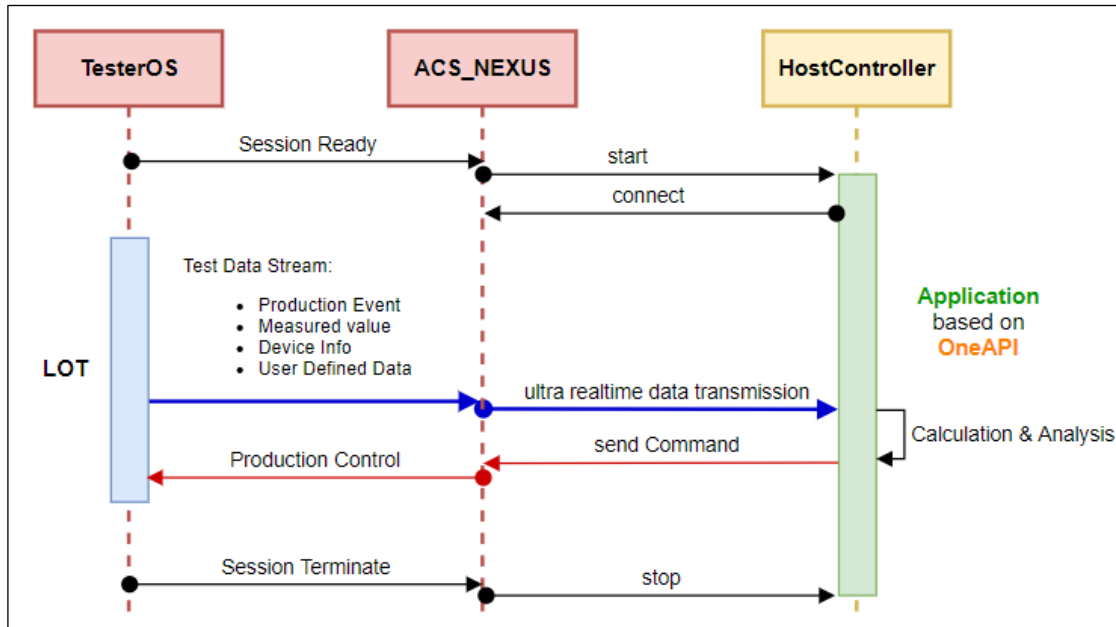 TesterOS
ACS_NEXUS
HostController
Session Ready
start
connect
Test Data Stream:
Production Event
Measured value
Device Info
User Defined Data
LOT
Application
based on
OneAPI
ultra realtime data transmission
Calculation & Analysis
send Command
Production Control
Session Terminate
stop